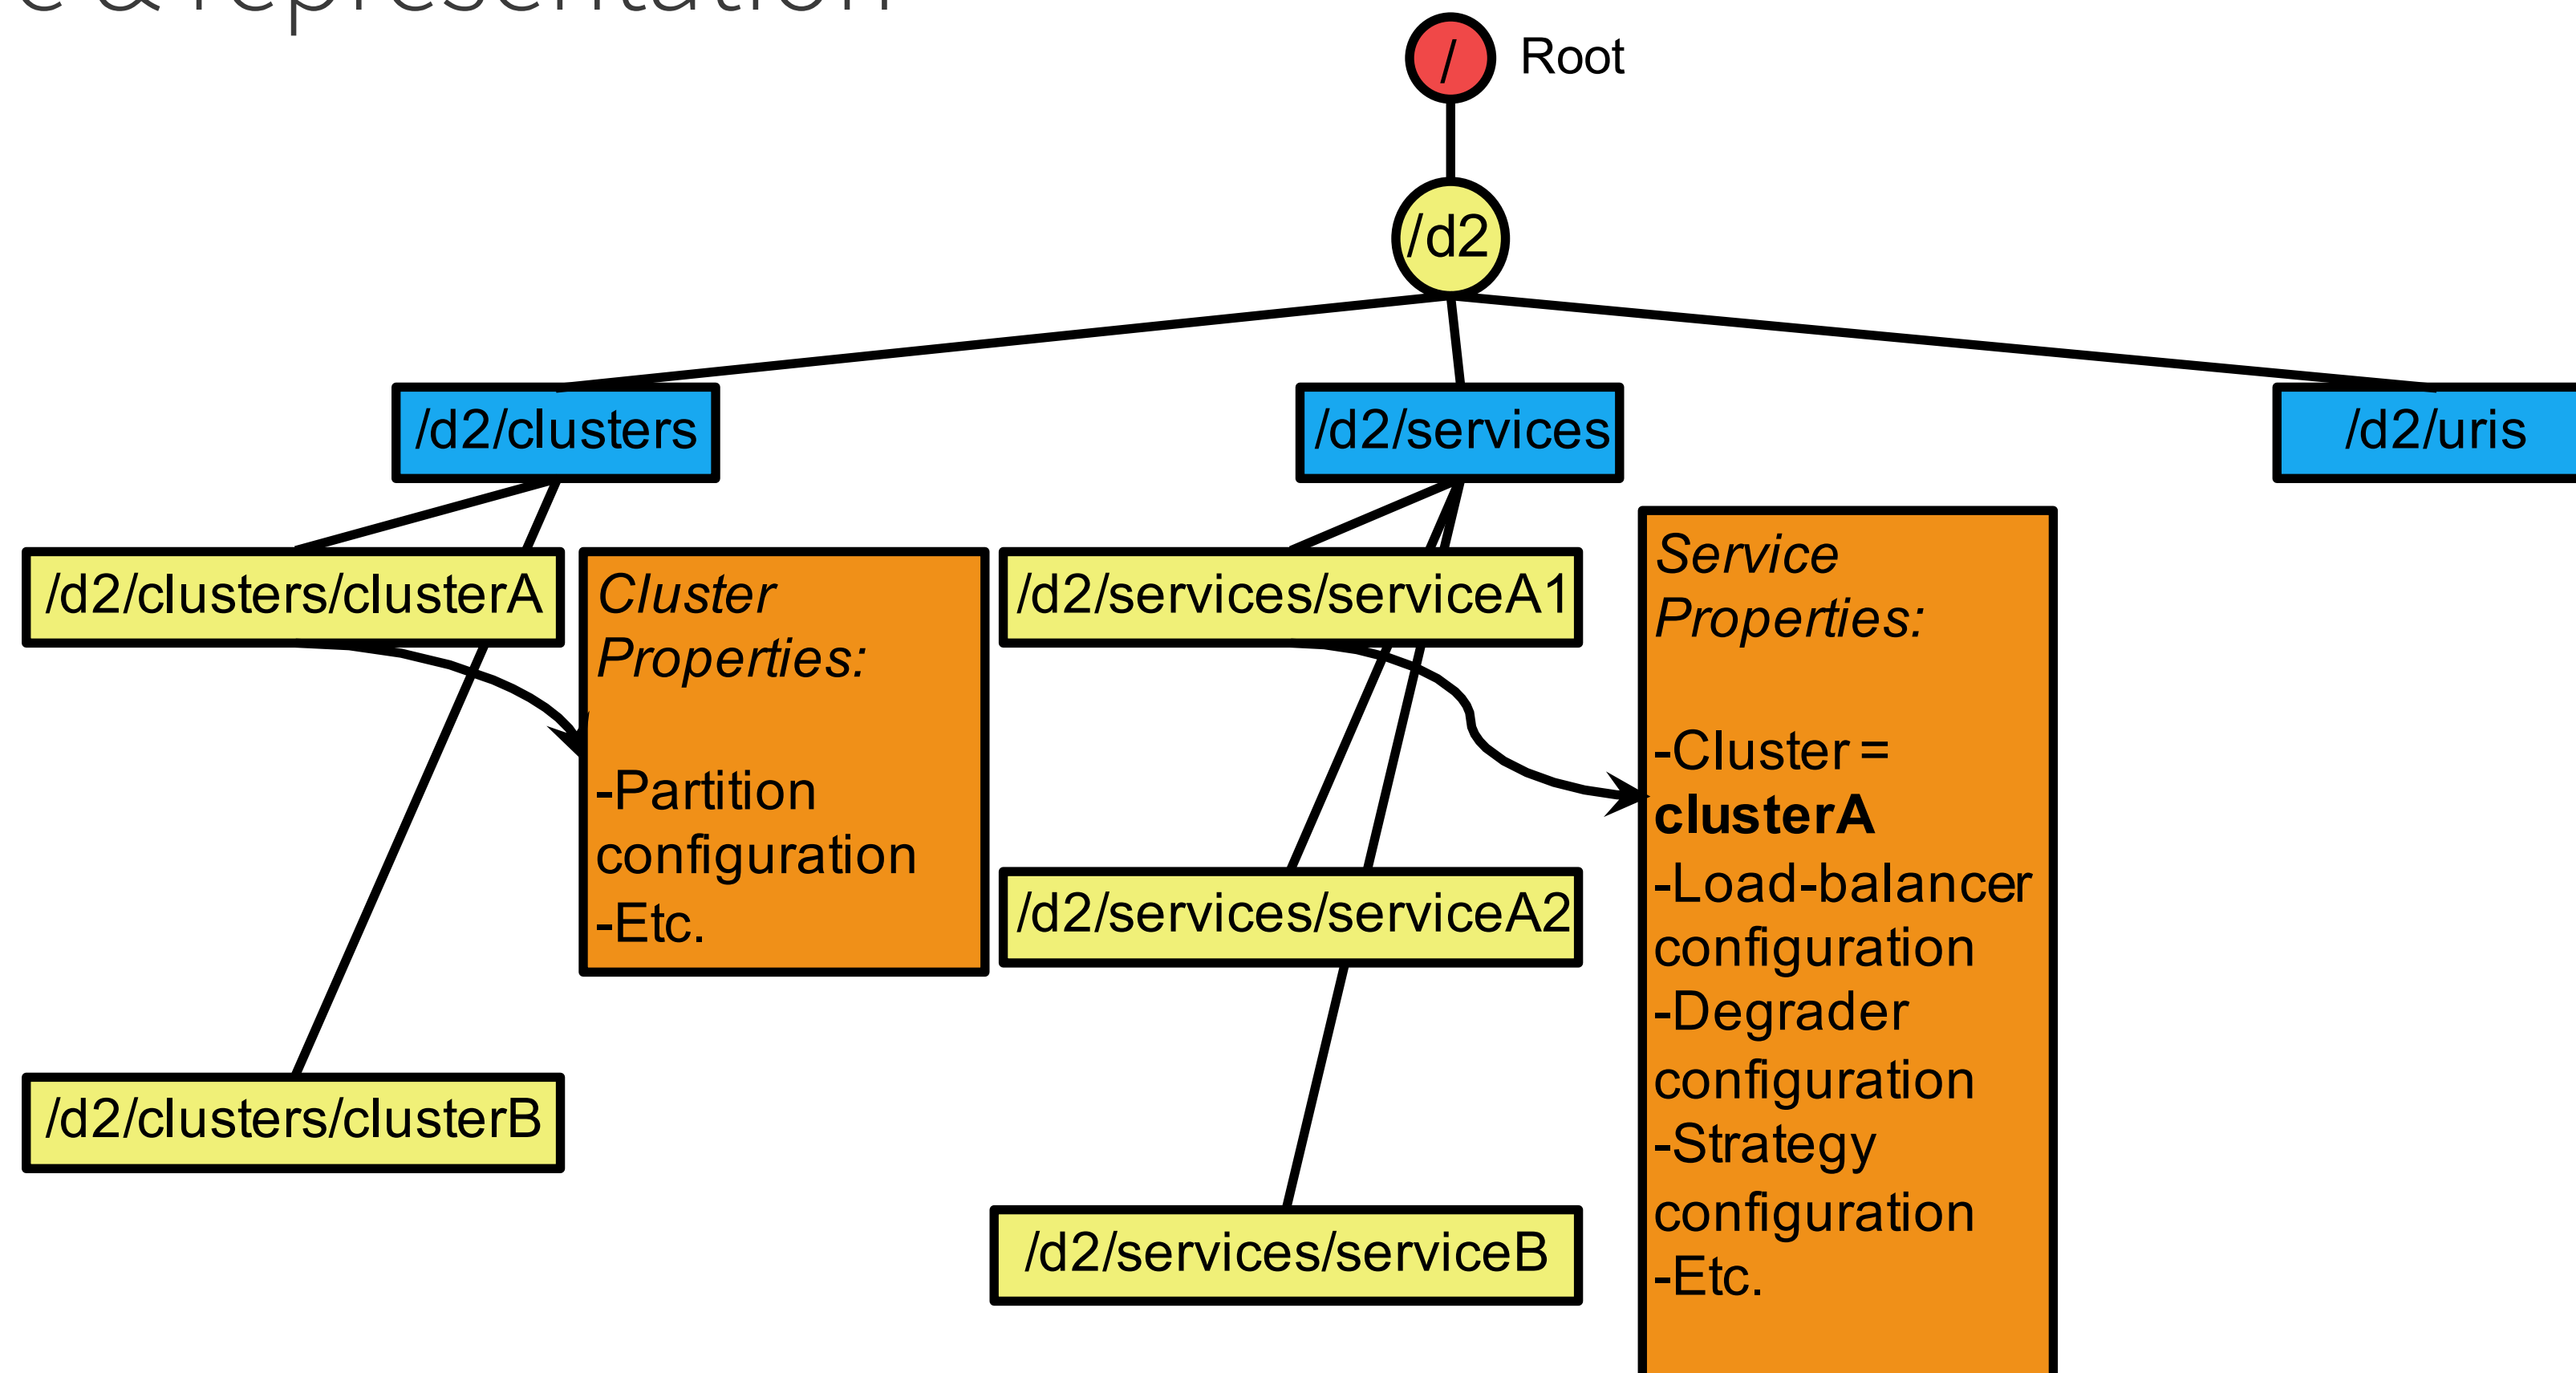 & representation
/
Root
/d2
/d2/clusters
/d2/services
/d2/uris
/d2/clusters/clusterA
Cluster
Properties:
-Partition
configuration
-Etc.
/d2/clusters/clusterB
/d2/services/serviceA1
/d2/services/serviceA2
/d2/services/serviceB
Service
Properties:
-Cluster =
clusterA
-Load-balancer
configuration
-Degrader
configuration
-Strategy
configuration
-Etc.